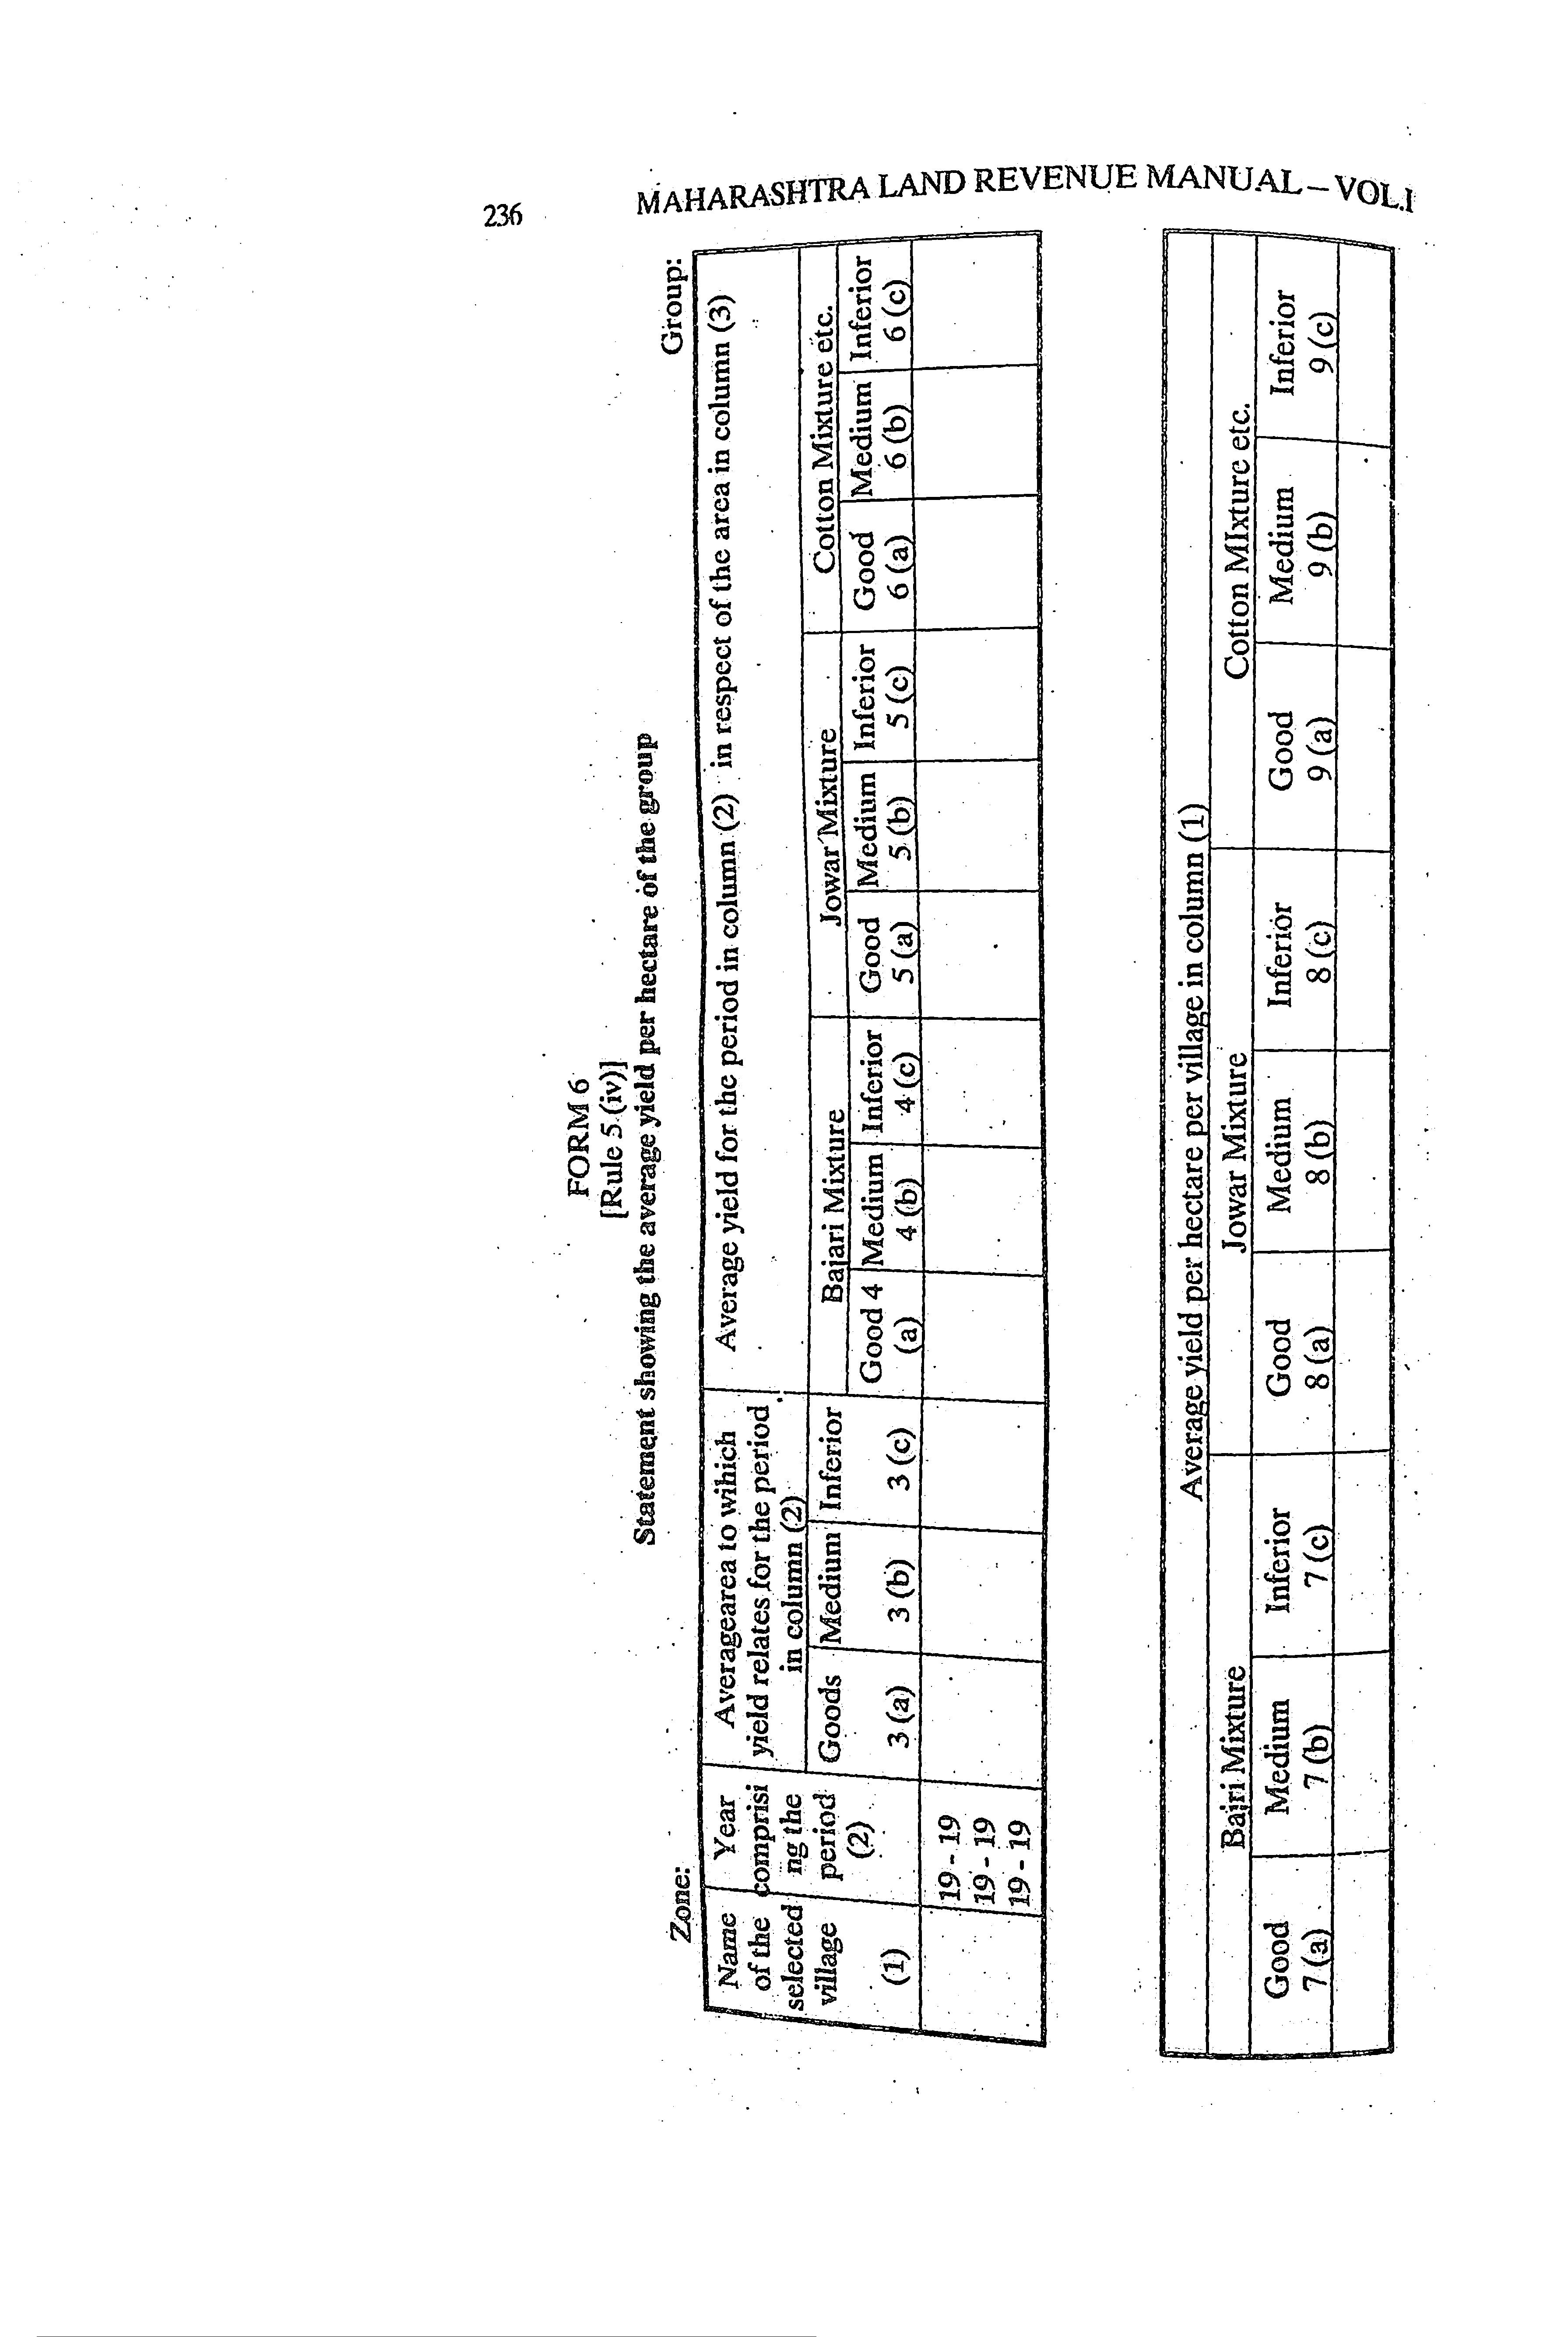 236
MAHARASHTRA LAND REVENUE MANUAL – VOL.I
FORM 6
[Rule 5 (iv)]
Statement showing the average yield per hectare of the group
Zone: Group:
Name of the selected village (1)
Year comprisi ng the period (2)
Averagearea to wihich yield relates for the period in column (2)
Average yield for the period in column (2) in respect of the area in column (3)
Bajari Mixture Jowar Mixture Cotton Mixture etc.
Goods 3 (a) Medium 3 (b) Inferior 3 (c) Good 4 (a) Medium 4 (b) Inferior 4 (c) Good 5 (a) Medium 5 (b) Inferior 5 (c) Good 6 (a) Medium 6 (b) Inferior 6 (c)
19 - 19
19 - 19
19 - 19
Average yield per hectare per village in column (1)
Bajri Mixture Jowar Mixture Cotton MIxture etc.
Good Medium Inferior Good Medium Inferior Good Medium Inferior
7 (a) 7 (b) 7 (c) 8 (a) 8 (b) 8 (c) 9 (a) 9 (b) 9 (c)